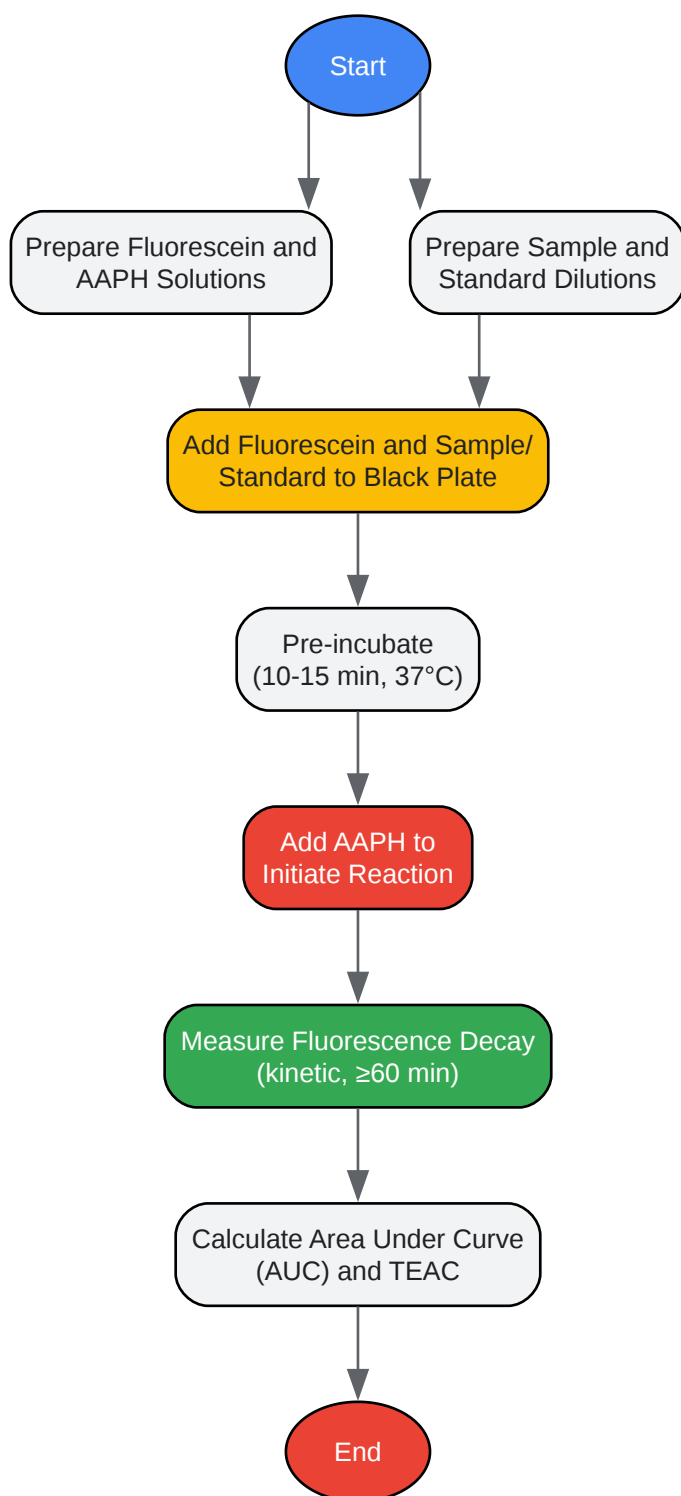 Start
Prepare Fluorescein and
AAPH Solutions
Prepare Sample and
Standard Dilutions
Add Fluorescein and Sample/
Standard to Black Plate
Pre-incubate
(10-15 min, 37°C)
Add AAPH to
Initiate Reaction
Measure Fluorescence Decay
(kinetic, ≥60 min)
Calculate Area Under Curve
(AUC) and TEAC
End